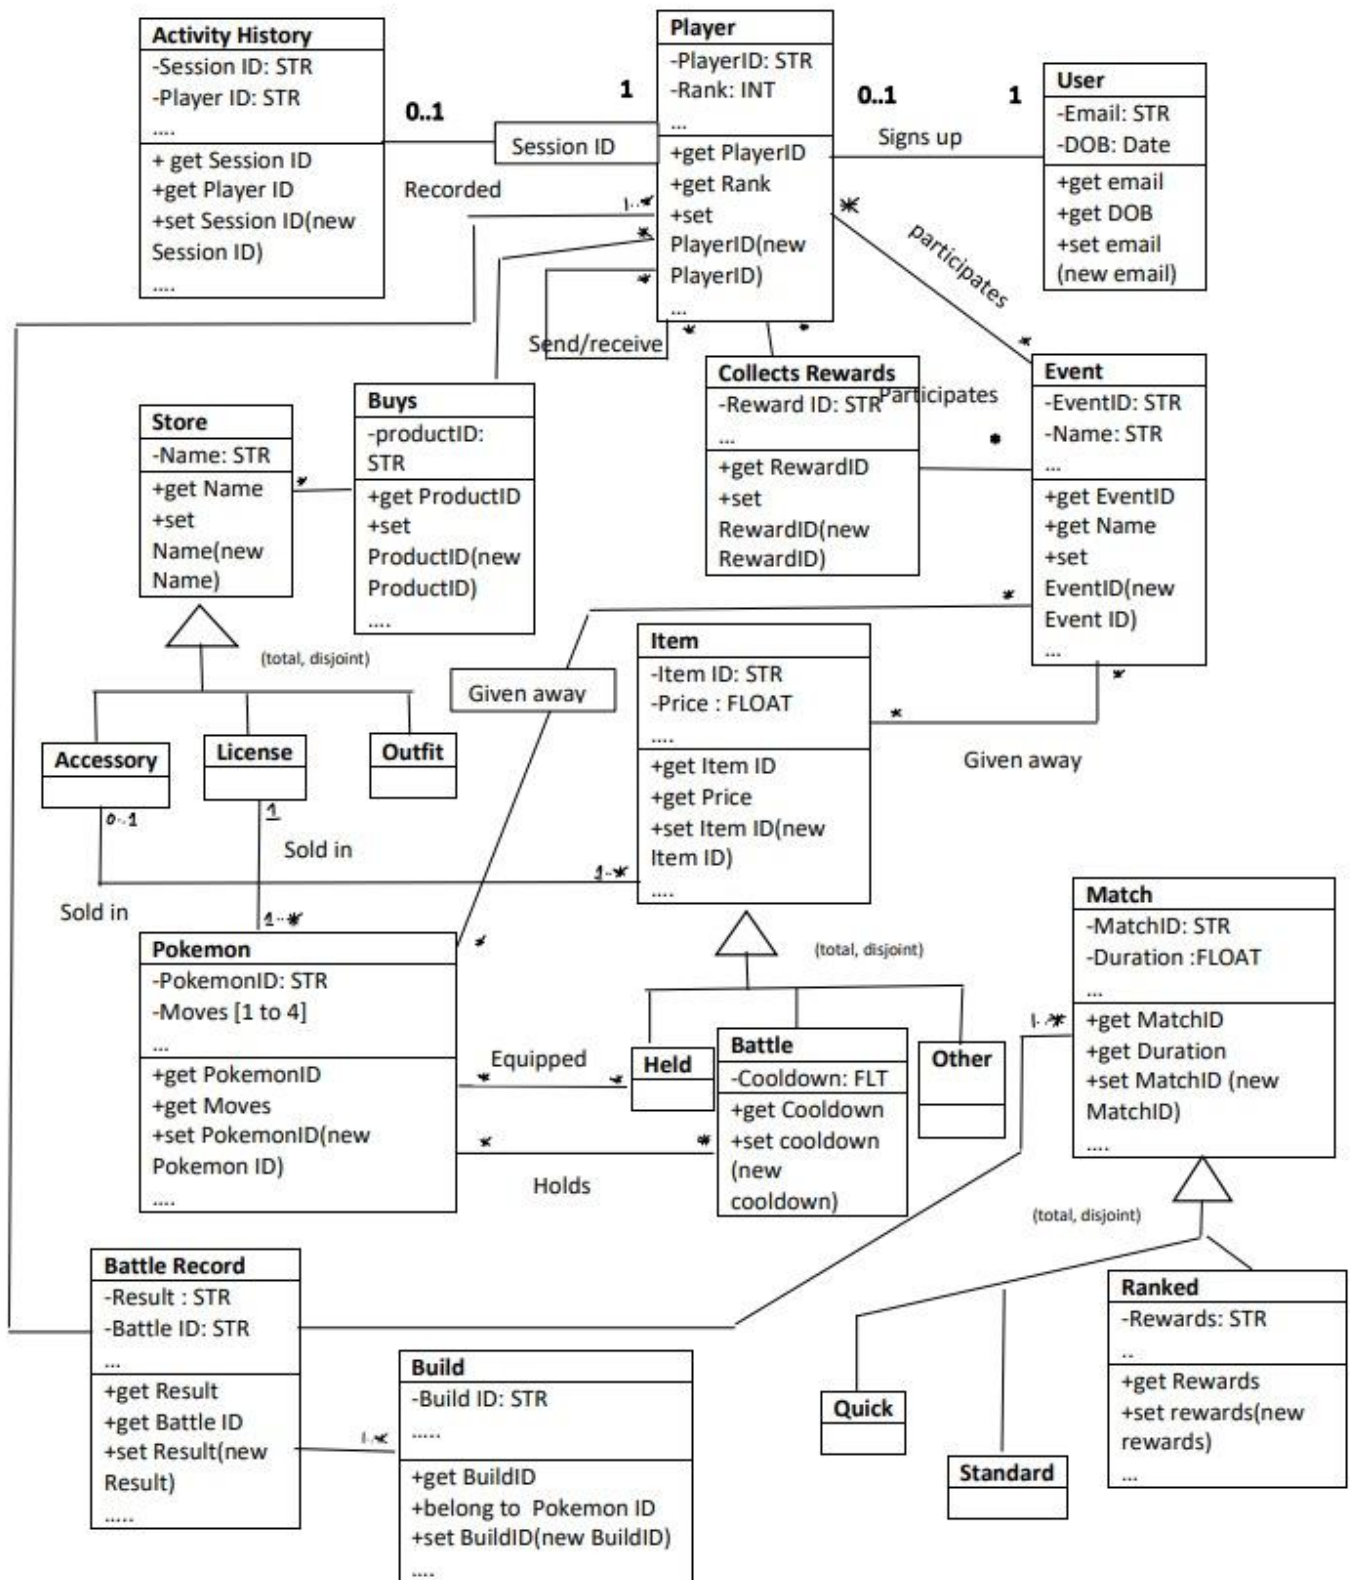 Activity History
-Session ID: STR
-Player ID: STR
....
+ get Session ID
+get Player ID
+set Session ID(new
Session ID)
....
0..1
1
Session ID
Recorded
Player
-PlayerID: STR
-Rank: INT
...
+get PlayerID
+get Rank
+set
PlayerID(new
PlayerID)
...
0..1
1
Signs up
User
-Email: STR
-DOB: Date
+get email
+get DOB
+set email
(new email)
1..*
*
*
*
*
*
participates
*
Send/receive
Store
-Name: STR
+get Name
+set
Name(new
Name)
*
Buys
-productID:
STR
+get ProductID
+set
ProductID(new
ProductID)
....
Collects Rewards
-Reward ID: STR
...
+get RewardID
+set
RewardID(new
RewardID)
Participates
*
Event
-EventID: STR
-Name: STR
...
+get EventID
+get Name
+set
EventID(new
Event ID)
...
*
*
(total, disjoint)
Accessory
License
Outfit
0..1
1
Sold in
Sold in
1..*
1..*
Given away
*
Item
-Item ID: STR
-Price : FLOAT
....
+get Item ID
+get Price
+set Item ID(new
Item ID)
....
*
Given away
(total, disjoint)
Pokemon
-PokemonID: STR
-Moves [1 to 4]
...
+get PokemonID
+get Moves
+set PokemonID(new
Pokemon ID)
....
Equipped
*
*
*
*
Holds
Held
Battle
-Cooldown: FLT
+get Cooldown
+set cooldown
(new
cooldown)
Other
1..*
Match
-MatchID: STR
-Duration :FLOAT
...
+get MatchID
+get Duration
+set MatchID (new
MatchID)
....
(total, disjoint)
Quick
Standard
Ranked
-Rewards: STR
..
+get Rewards
+set rewards(new
rewards)
...
Battle Record
-Result : STR
-Battle ID: STR
...
+get Result
+get Battle ID
+set Result(new
Result)
.....
1..*
Build
-Build ID: STR
.....
+get BuildID
+belong to  Pokemon ID
+set BuildID(new BuildID)
....